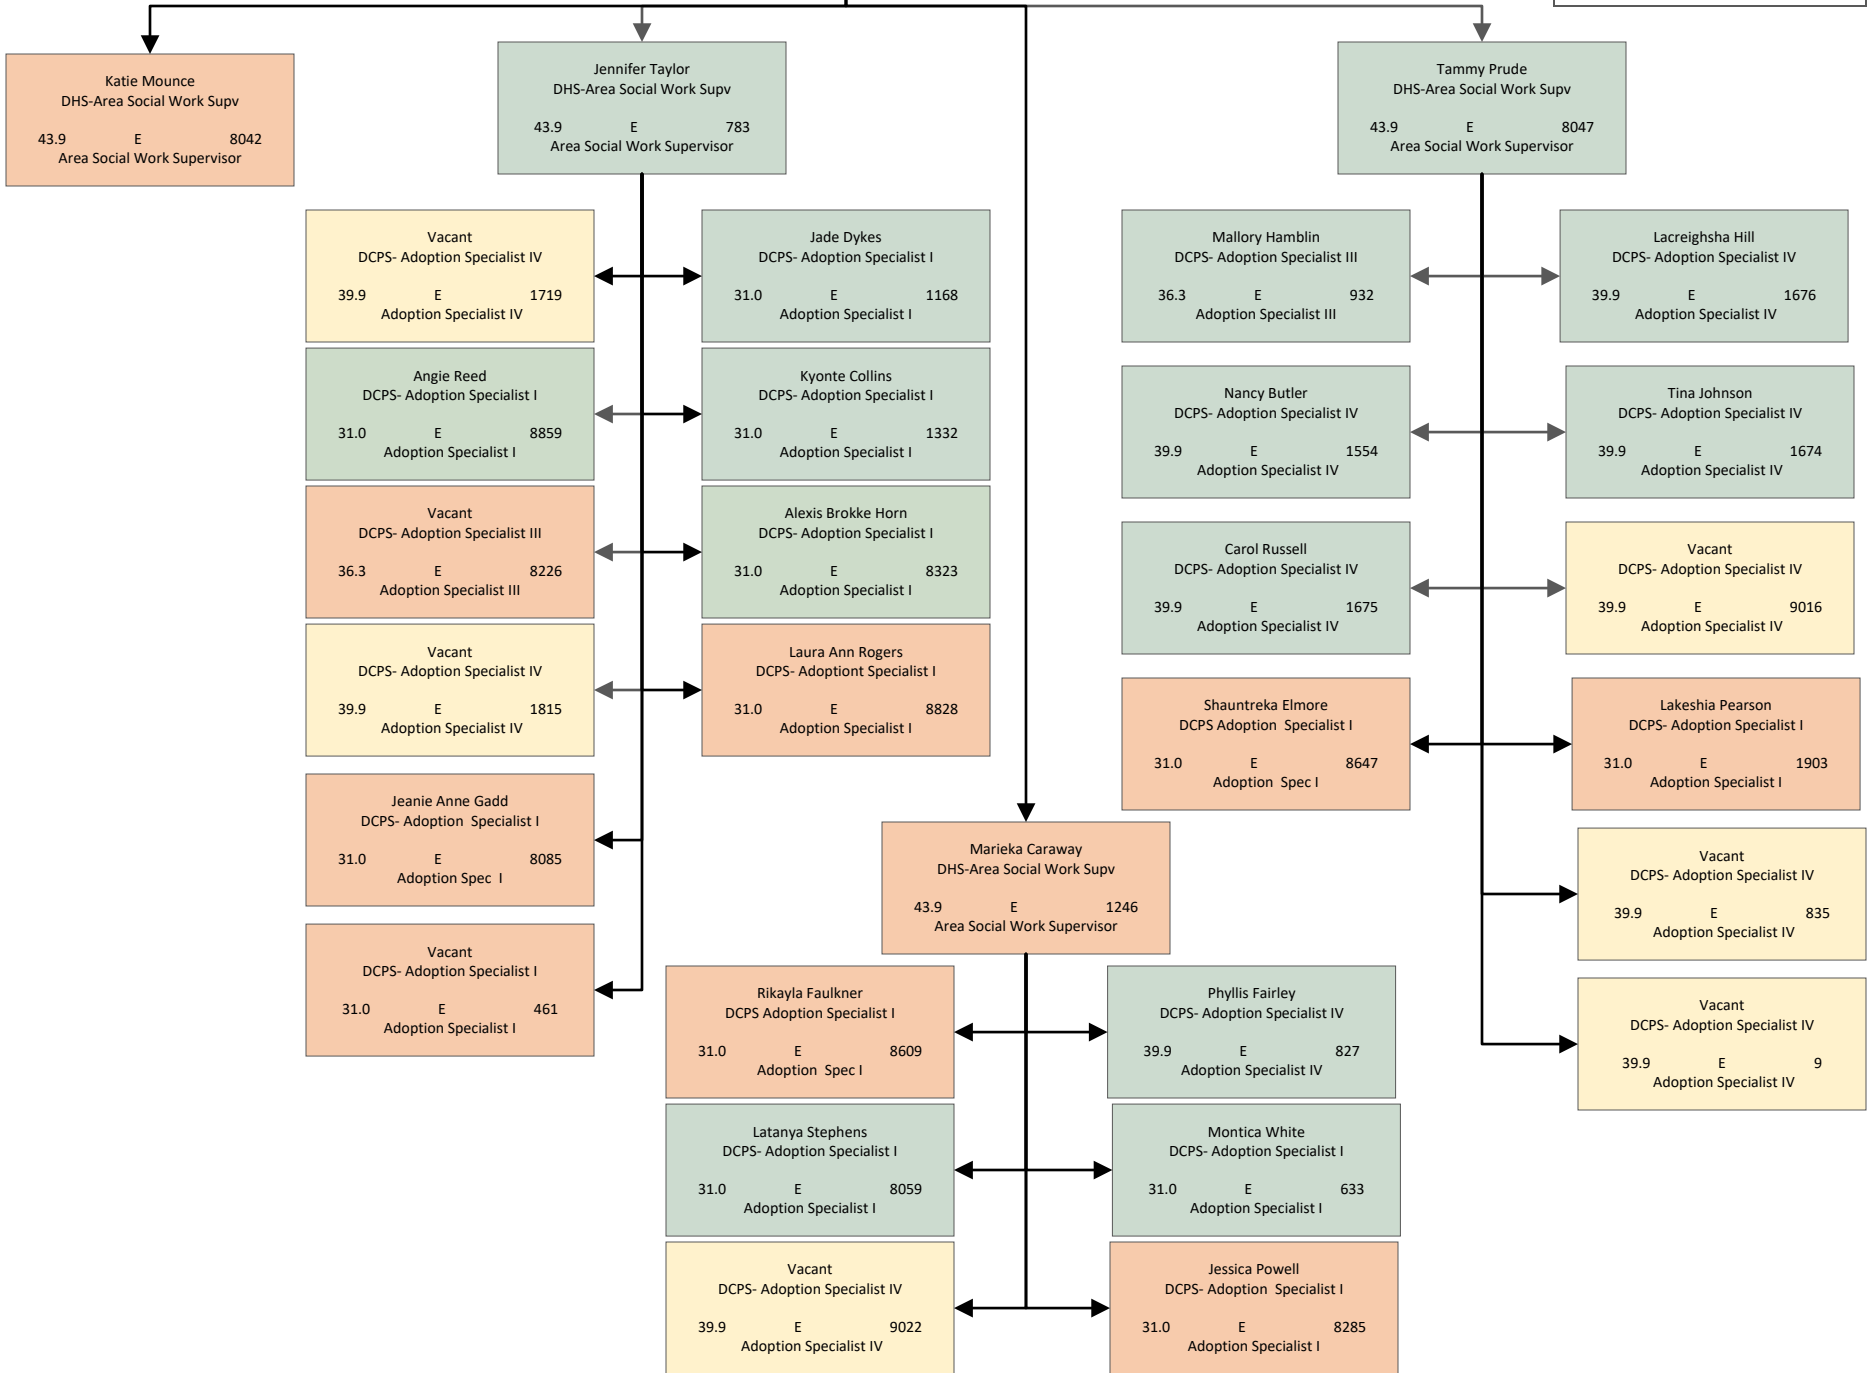 Katie Mounce
DHS-Area Social Work Supv
43.9 E 8042
Area Social Work Supervisor
Jennifer Taylor
DHS-Area Social Work Supv
43.9 E 783
Area Social Work Supervisor
Tammy Prude
DHS-Area Social Work Supv
43.9 E 8047
Area Social Work Supervisor
Vacant
DCPS- Adoption Specialist IV
39.9 E 1719
Adoption Specialist IV
Jade Dykes
DCPS- Adoption Specialist I
31.0 E 1168
Adoption Specialist I
Angie Reed
DCPS- Adoption Specialist I
31.0 E 8859
Adoption Specialist I
Kyonte Collins
DCPS- Adoption Specialist I
31.0 E 1332
Adoption Specialist I
Vacant
DCPS- Adoption Specialist III
36.3 E 8226
Adoption Specialist III
Alexis Brokke Horn
DCPS- Adoption Specialist I
31.0 E 8323
Adoption Specialist I
Vacant
DCPS- Adoption Specialist IV
39.9 E 1815
Adoption Specialist IV
Laura Ann Rogers
DCPS- Adoptiont Specialist I
31.0 E 8828
Adoption Specialist I
Jeanie Anne Gadd
DCPS- Adoption Specialist I
31.0 E 8085
Adoption Spec I
Vacant
DCPS- Adoption Specialist I
31.0 E 461
Adoption Specialist I
Mallory Hamblin
DCPS- Adoption Specialist III
36.3 E 932
Adoption Specialist III
Lacreighsha Hill
DCPS- Adoption Specialist IV
39.9 E 1676
Adoption Specialist IV
Nancy Butler
DCPS- Adoption Specialist IV
39.9 E 1554
Adoption Specialist IV
Tina Johnson
DCPS- Adoption Specialist IV
39.9 E 1674
Adoption Specialist IV
Carol Russell
DCPS- Adoption Specialist IV
39.9 E 1675
Adoption Specialist IV
Vacant
DCPS- Adoption Specialist IV
39.9 E 9016
Adoption Specialist IV
Shauntreka Elmore
DCPS Adoption Specialist I
31.0 E 8647
Adoption Spec I
Lakeshia Pearson
DCPS- Adoption Specialist I
31.0 E 1903
Adoption Specialist I
Vacant
DCPS- Adoption Specialist IV
39.9 E 835
Adoption Specialist IV
Vacant
DCPS- Adoption Specialist IV
39.9 E 9
Adoption Specialist IV
Marieka Caraway
DHS-Area Social Work Supv
43.9 E 1246
Area Social Work Supervisor
Rikayla Faulkner
DCPS Adoption Specialist I
31.0 E 8609
Adoption Spec I
Phyllis Fairley
DCPS- Adoption Specialist IV
39.9 E 827
Adoption Specialist IV
Latanya Stephens
DCPS- Adoption Specialist I
31.0 E 8059
Adoption Specialist I
Montica White
DCPS- Adoption Specialist I
31.0 E 633
Adoption Specialist I
Vacant
DCPS- Adoption Specialist IV
39.9 E 9022
Adoption Specialist IV
Jessica Powell
DCPS- Adoption Specialist I
31.0 E 8285
Adoption Specialist I